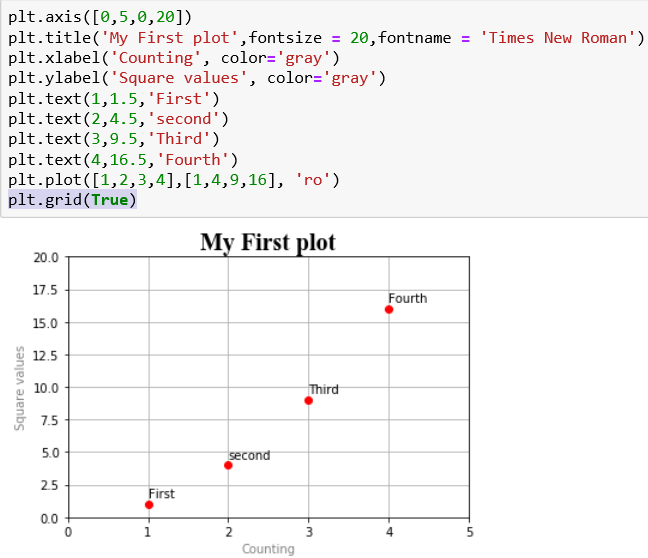 plt.axis([0,5,0,20])
plt.title('My First plot',fontsize = 20,fontname = 'Times New Roman')
plt.xlabel('Counting', color='gray')
plt.ylabel('Square values', color='gray')
plt.text(1,1.5,'First')
plt.text(2,4.5,'second')
plt.text(3,9.5,'Third')
plt.text(4,16.5,'Fourth')
plt.plot([1,2,3,4],[1,4,9,16], 'ro')
plt.grid(True)
My First plot
20.0
17.5
Fourth
15.0
12.5
Square values
10.0
Third
7.5
5.0
second
2.5
First
0.0
0 1 2 3 4 5
Counting